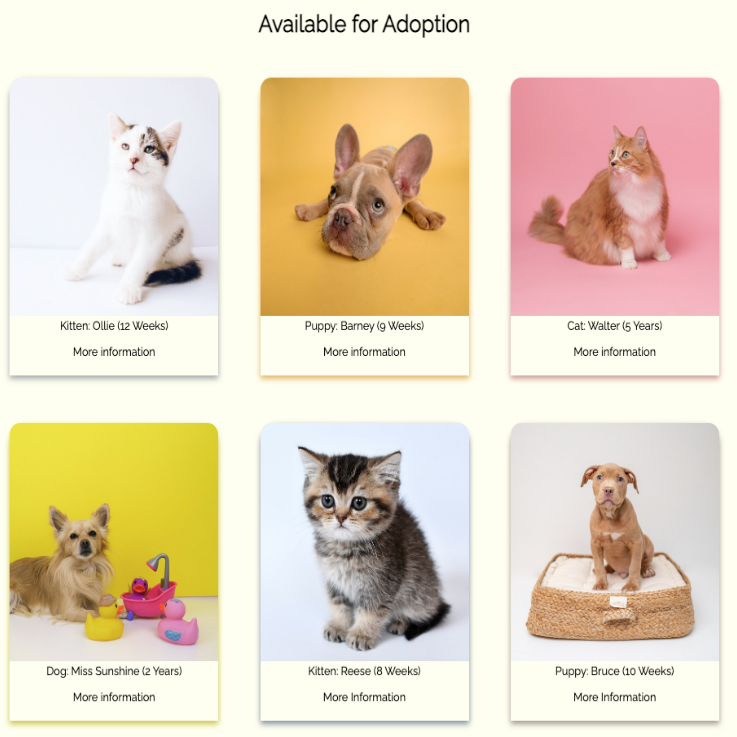 Available for Adoption
Kitten: Ollie (12 Weeks)
More information
Puppy: Barney (9 Weeks)
More information
Cat: Walter (5 Years)
More information
Dog: Miss Sunshine (2 Years)
More information
Kitten: Reese (8 Weeks)
More Information
Puppy: Bruce (10 Weeks)
More Information